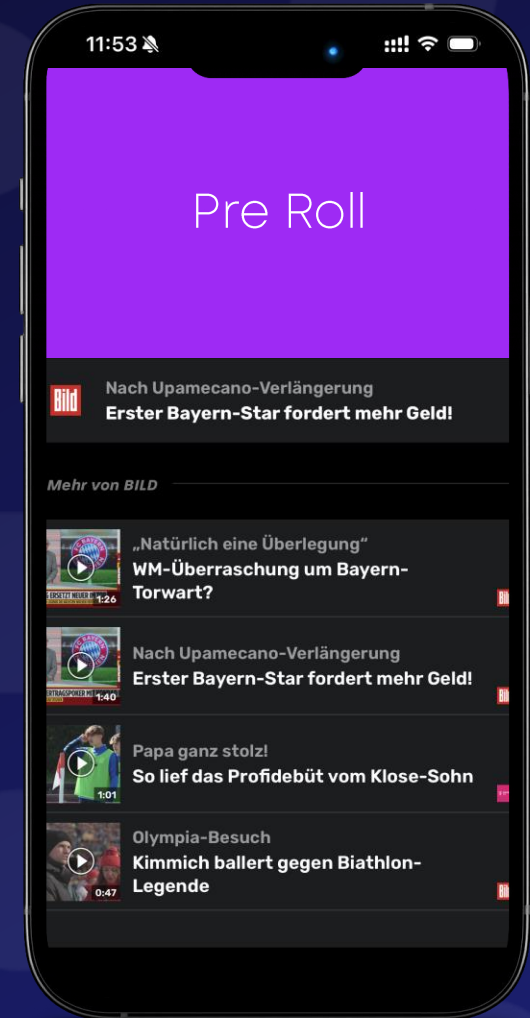 11:53
Pre Roll
Bild
Nach Upamecano-Verlängerung
Erster Bayern-Star fordert mehr Geld!
Mehr von BILD
„Natürlich eine Überlegung“
WM-Überraschung um Bayern-
Torwart?
ERSETZT NEUER IN
1:26
Nach Upamecano-Verlängerung
Erster Bayern-Star fordert mehr Geld!
1:40
Papa ganz stolz!
So lief das Profidebüt vom Klose-Sohn
1:01
Olympia-Besuch
Kimmich ballert gegen Biathlon-
Legende
0:47